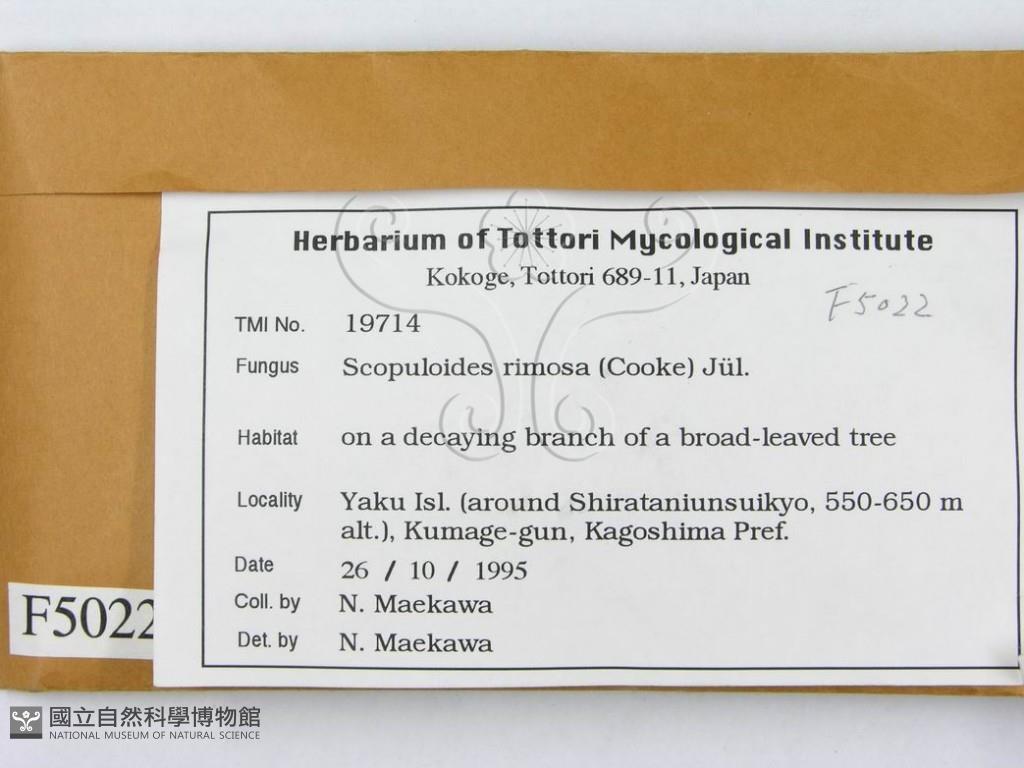 Herbarium of Tottori Mycological Institute
Kokoge, Tottori 689-11, Japan
F5022
TMI No. 19714
Fungus Scopuloides rimosa (Cooke) Jül.
Habitat on a decaying branch of a broad-leaved tree
Locality Yaku Isl. (around Shirataniunsuikyo, 550-650 m
alt.), Kumage-gun, Kagoshima Pref.
Date 26 / 10 / 1995
Coll. by N. Maekawa
Det. by N. Maekawa
F5022
國立自然科學博物館
NATIONAL MUSEUM OF NATURAL SCIENCE